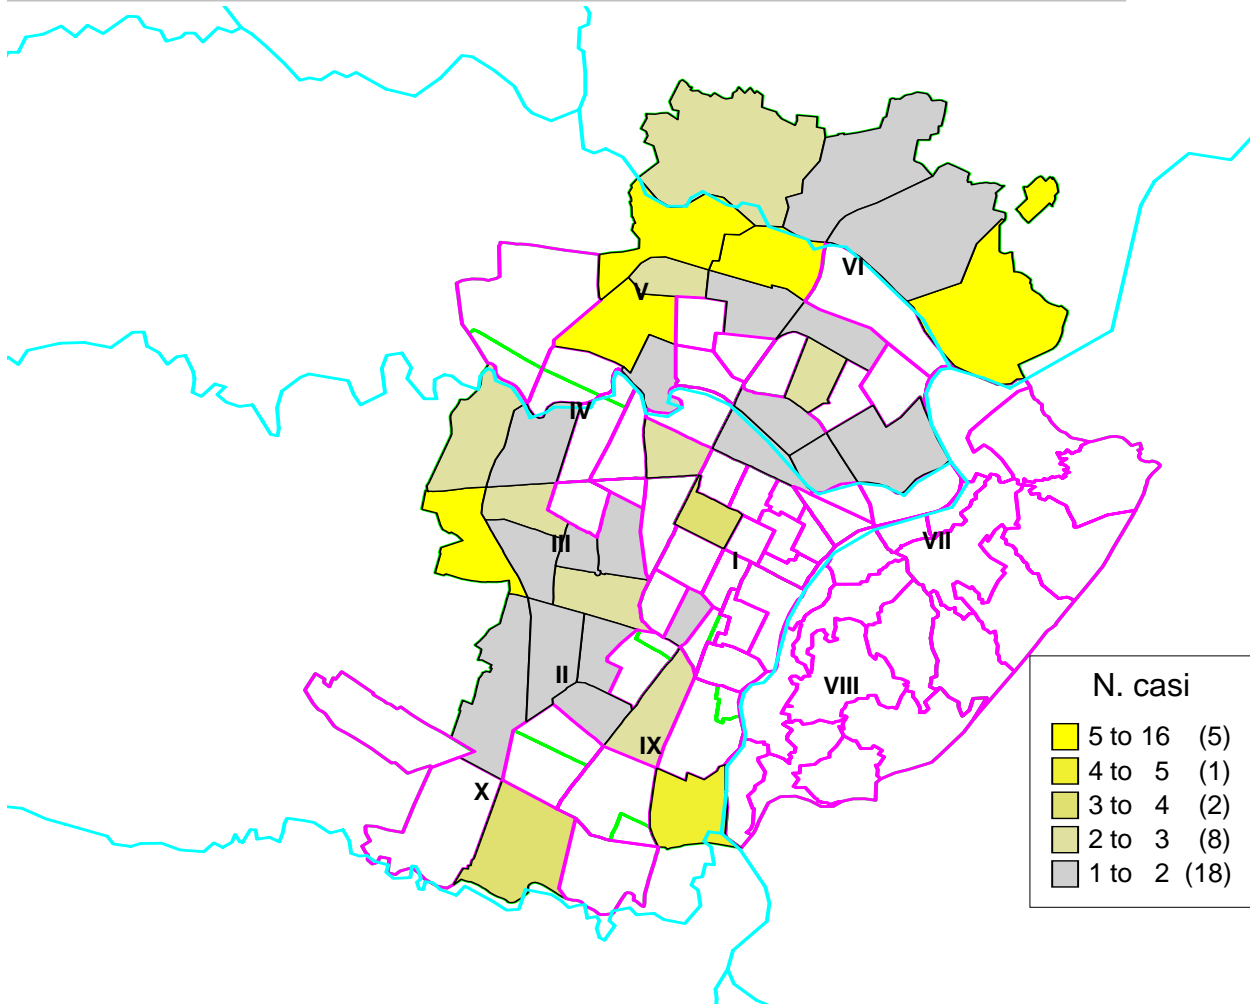 VI
V
IV
III
I
VII
II
VIII
IX
X
N. casi
5 to 16 (5)
4 to 5 (1)
3 to 4 (2)
2 to 3 (8)
1 to 2 (18)